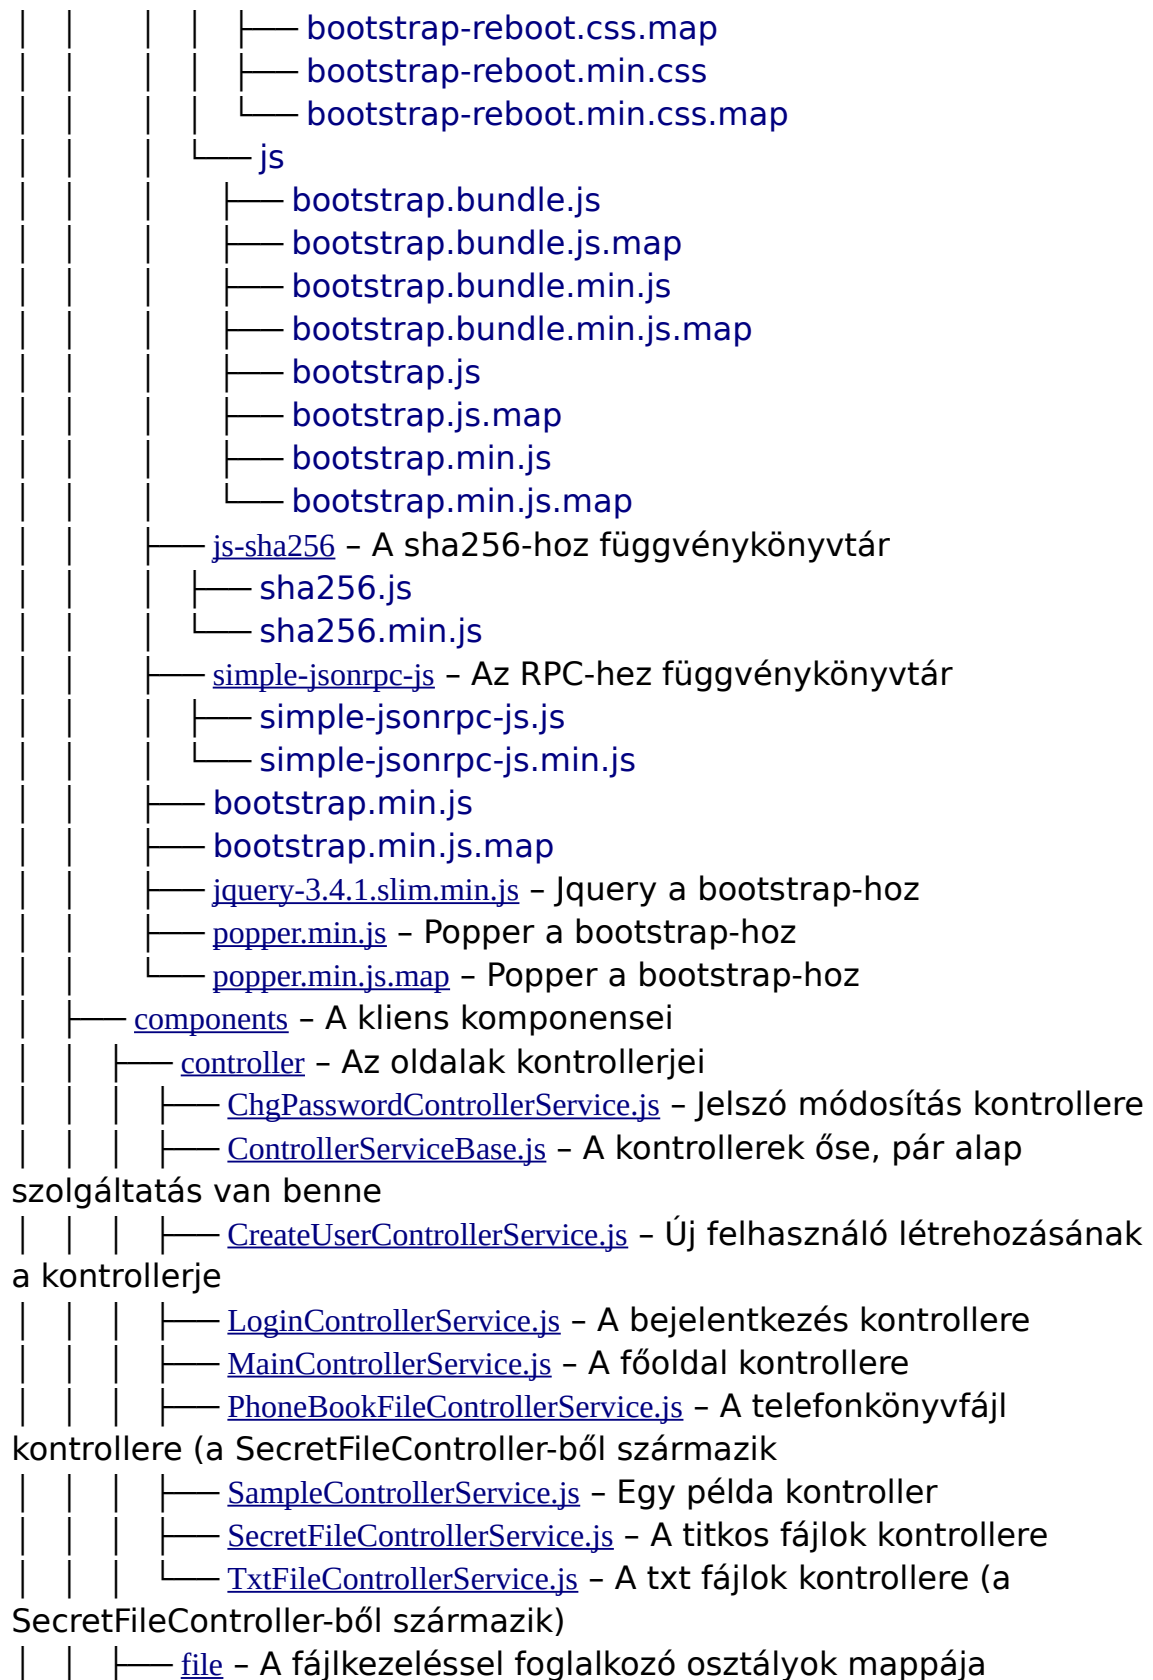 │ │ │ │ ├── bootstrap-reboot.css.map
│ │ │ │ ├── bootstrap-reboot.min.css
│ │ │ │ └── bootstrap-reboot.min.css.map
│ │ │ └── js
│ │ │ ├── bootstrap.bundle.js
│ │ │ ├── bootstrap.bundle.js.map
│ │ │ ├── bootstrap.bundle.min.js
│ │ │ ├── bootstrap.bundle.min.js.map
│ │ │ ├── bootstrap.js
│ │ │ ├── bootstrap.js.map
│ │ │ ├── bootstrap.min.js
│ │ │ └── bootstrap.min.js.map
│ │ ├── js-sha256 – A sha256-hoz függvénykönyvtár
│ │ │ ├── sha256.js
│ │ │ └── sha256.min.js
│ │ ├── simple-jsonrpc-js – Az RPC-hez függvénykönyvtár
│ │ │ ├── simple-jsonrpc-js.js
│ │ │ └── simple-jsonrpc-js.min.js
│ │ ├── bootstrap.min.js
│ │ ├── bootstrap.min.js.map
│ │ ├── jquery-3.4.1.slim.min.js – Jquery a bootstrap-hoz
│ │ ├── popper.min.js – Popper a bootstrap-hoz
│ │ └── popper.min.js.map – Popper a bootstrap-hoz
│ ├── components – A kliens komponensei
│ │ ├── controller – Az oldalak kontrollerjei
│ │ │ ├── ChgPasswordControllerService.js – Jelszó módosítás kontrollere
│ │ │ ├── ControllerServiceBase.js – A kontrollerek őse, pár alap
szolgáltatás van benne
│ │ │ ├── CreateUserControllerService.js – Új felhasználó létrehozásának
a kontrollerje
│ │ │ ├── LoginControllerService.js – A bejelentkezés kontrollere
│ │ │ ├── MainControllerService.js – A főoldal kontrollere
│ │ │ ├── PhoneBookFileControllerService.js – A telefonkönyvfájl
kontrollere (a SecretFileController-ből származik
│ │ │ ├── SampleControllerService.js – Egy példa kontroller
│ │ │ ├── SecretFileControllerService.js – A titkos fájlok kontrollere
│ │ │ └── TxtFileControllerService.js – A txt fájlok kontrollere (a
SecretFileController-ből származik)
│ │ ├── file – A fájlkezeléssel foglalkozó osztályok mappája